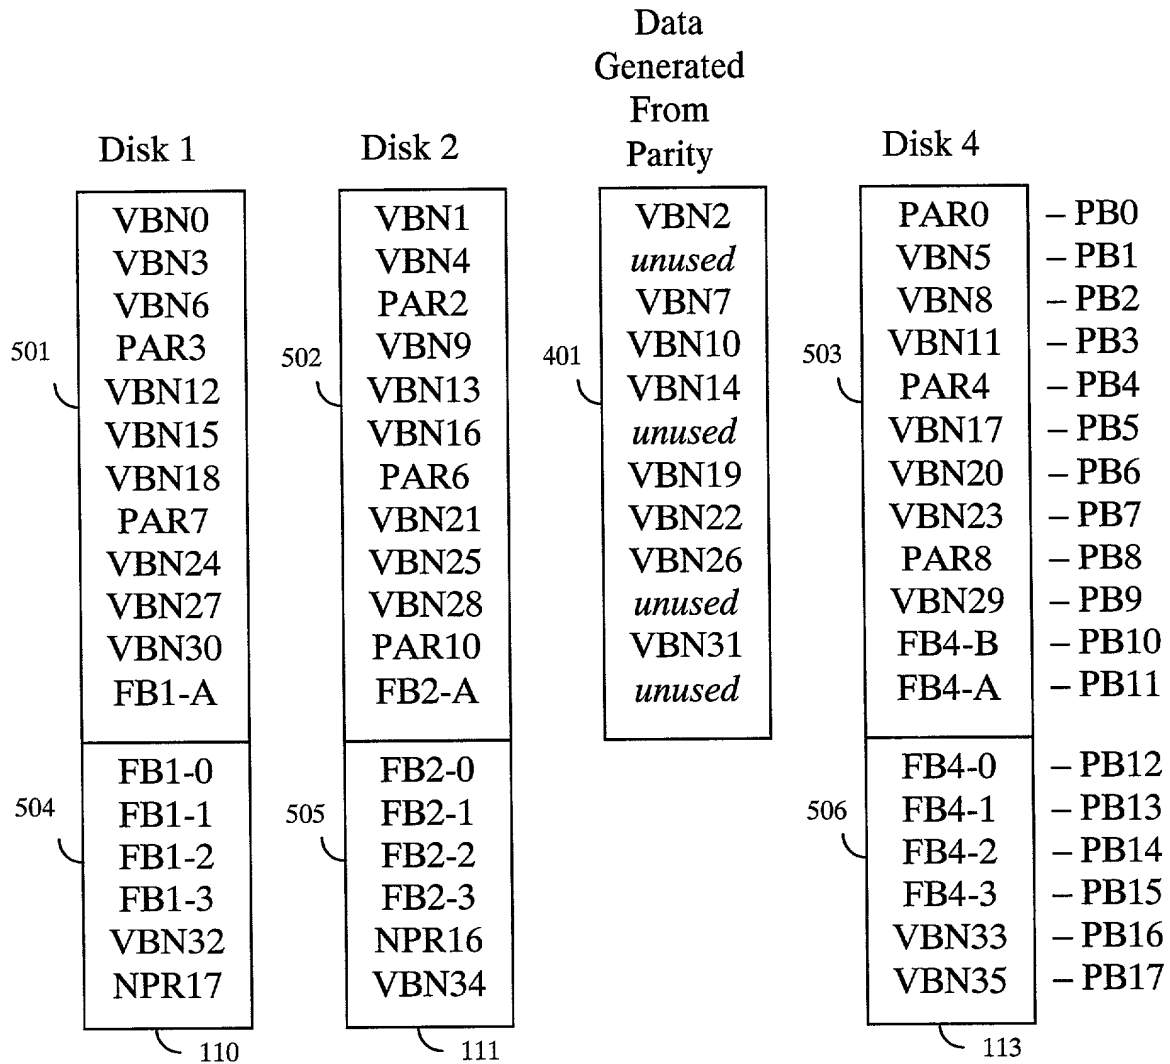 Data
Generated
From
Parity
Disk 1 Disk 2 Disk 4
VBN0 VBN1 VBN2 PAR0 – PB0
VBN3 VBN4 unused VBN5 – PB1
VBN6 PAR2 VBN7 VBN8 – PB2
501 PAR3 502 VBN9 401 VBN10 503 VBN11 – PB3
VBN12 VBN13 VBN14 PAR4 – PB4
VBN15 VBN16 unused VBN17 – PB5
VBN18 PAR6 VBN19 VBN20 – PB6
PAR7 VBN21 VBN22 VBN23 – PB7
VBN24 VBN25 VBN26 PAR8 – PB8
VBN27 VBN28 unused VBN29 – PB9
VBN30 PAR10 VBN31 FB4-B – PB10
FB1-A FB2-A unused FB4-A – PB11
FB1-0 FB2-0 FB4-0 – PB12
504 FB1-1 505 FB2-1 506 FB4-1 – PB13
FB1-2 FB2-2 FB4-2 – PB14
FB1-3 FB2-3 FB4-3 – PB15
VBN32 NPR16 VBN33 – PB16
NPR17 VBN34 VBN35 – PB17
110 111 113